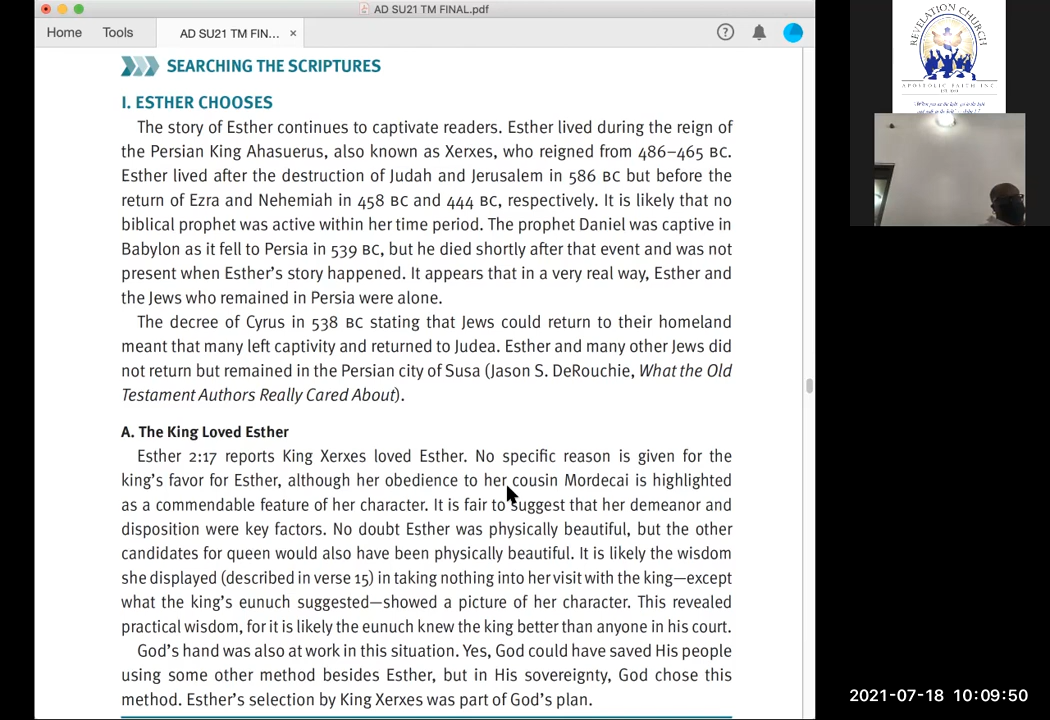 AD SU21 TM FINAL.pdf
Home Tools AD SU21 TM FIN... × ?
SEARCHING THE SCRIPTURES
I. ESTHER CHOOSES
The story of Esther continues to captivate readers. Esther lived during the reign of
the Persian King Ahasuerus, also known as Xerxes, who reigned from 486–465 BC.
Esther lived after the destruction of Judah and Jerusalem in 586 BC but before the
return of Ezra and Nehemiah in 458 BC and 444 BC, respectively. It is likely that no
biblical prophet was active within her time period. The prophet Daniel was captive in
Babylon as it fell to Persia in 539 BC, but he died shortly after that event and was not
present when Esther's story happened. It appears that in a very real way, Esther and
the Jews who remained in Persia were alone.
The decree of Cyrus in 538 BC stating that Jews could return to their homeland
meant that many left captivity and returned to Judea. Esther and many other Jews did
not return but remained in the Persian city of Susa (Jason S. DeRouchie, What the Old
Testament Authors Really Cared About).
A. The King Loved Esther
Esther 2:17 reports King Xerxes loved Esther. No specific reason is given for the
king's favor for Esther, although her obedience to her cousin Mordecai is highlighted
as a commendable feature of her character. It is fair to suggest that her demeanor and
disposition were key factors. No doubt Esther was physically beautiful, but the other
candidates for queen would also have been physically beautiful. It is likely the wisdom
she displayed (described in verse 15) in taking nothing into her visit with the king—except
what the king's eunuch suggested—showed a picture of her character. This revealed
practical wisdom, for it is likely the eunuch knew the king better than anyone in his court.
God's hand was also at work in this situation. Yes, God could have saved His people
using some other method besides Esther, but in His sovereignty, God chose this
method. Esther's selection by King Xerxes was part of God's plan.
REVELATION CHURCH
APOSTOLIC FAITH INC
2021-07-18 10:09:50